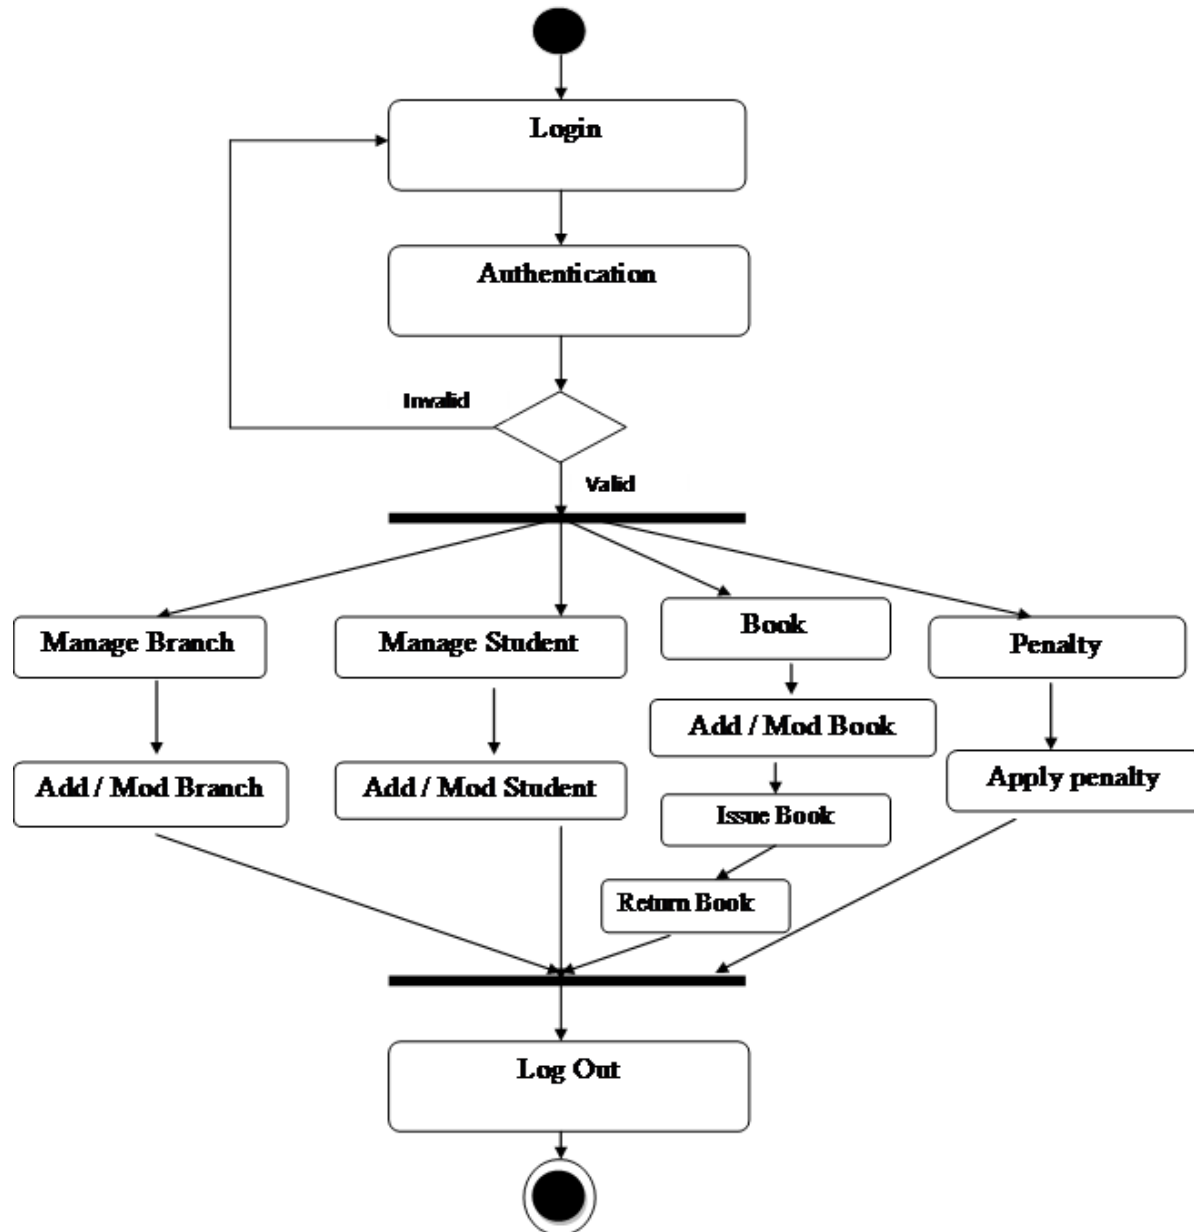 Login
Authentication
Invalid
Valid
Manage Branch
Manage Student
Book
Penalty
Add / Mod Branch
Add / Mod Student
Add / Mod Book
Apply penalty
Issue Book
Return Book
Log Out